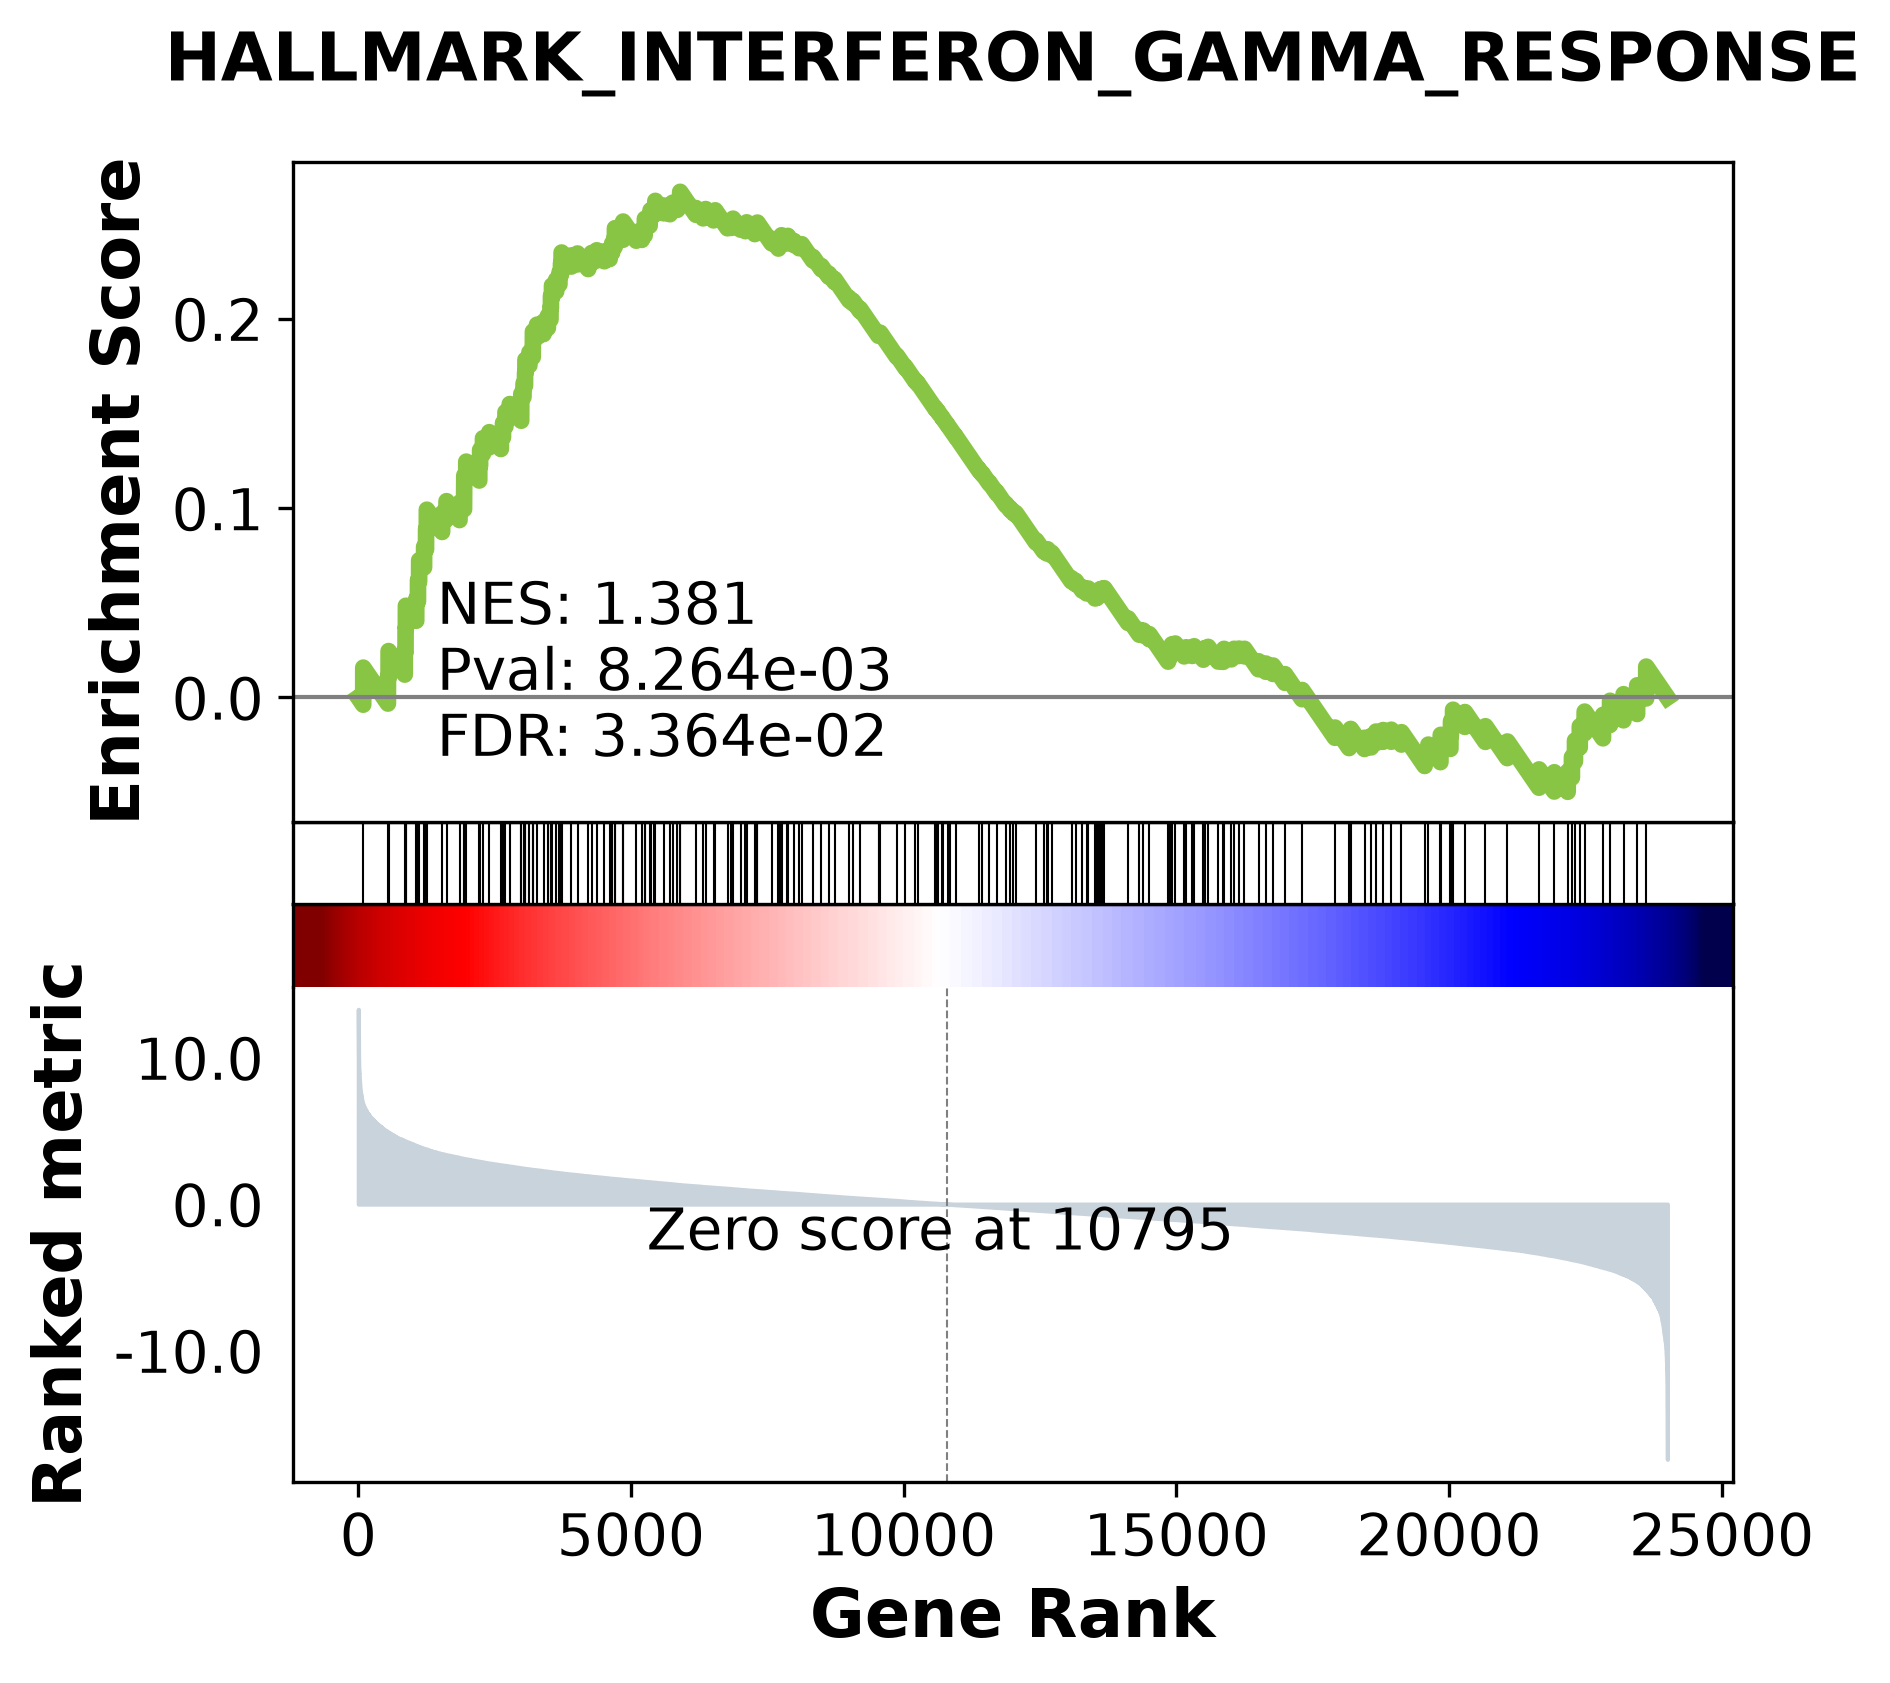 HALLMARK_INTERFERON_GAMMA_RESPONSE
Enrichment Score
0.2
0.1
0.0
NES: 1.381
Pval: 8.264e-03
FDR: 3.364e-02
Ranked metric
10.0
0.0
-10.0
Zero score at 10795
0 5000 10000 15000 20000 25000
Gene Rank